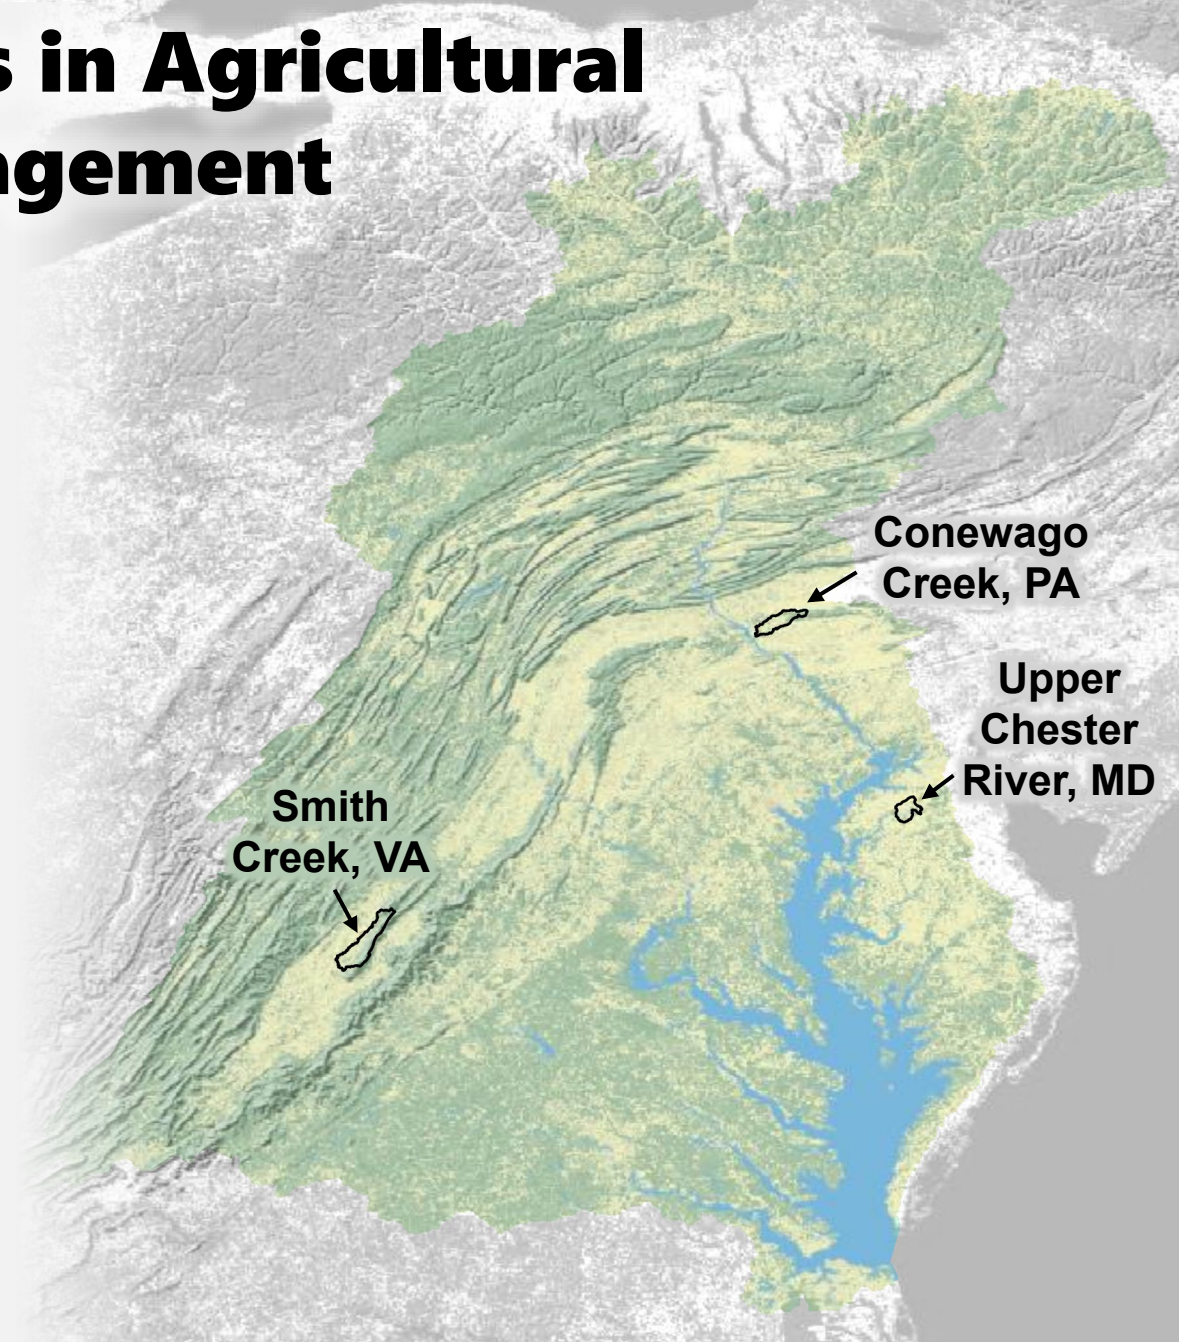 s in Agricultural
agement
Conewago
Creek, PA
Upper
Chester
River, MD
Smith
Creek, VA